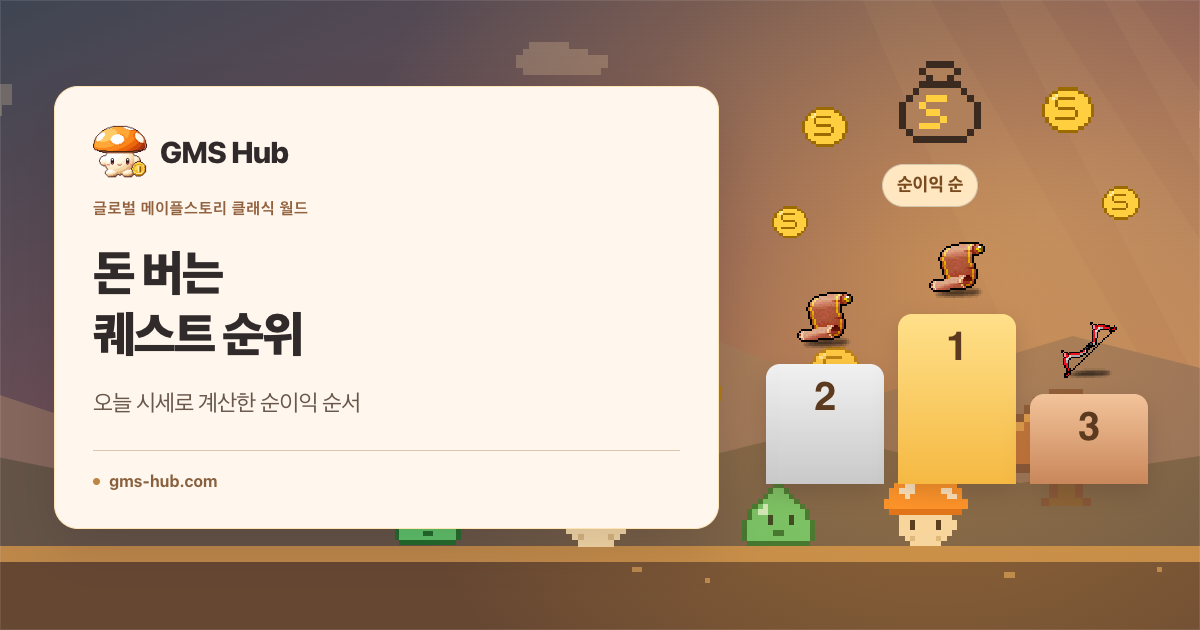 GMS Hub
글로벌 메이플스토리 클래식 월드
돈 버는
퀘스트 순위
오늘 시세로 계산한 순이익 순서
gms-hub.com
순이익 순
1
2
3